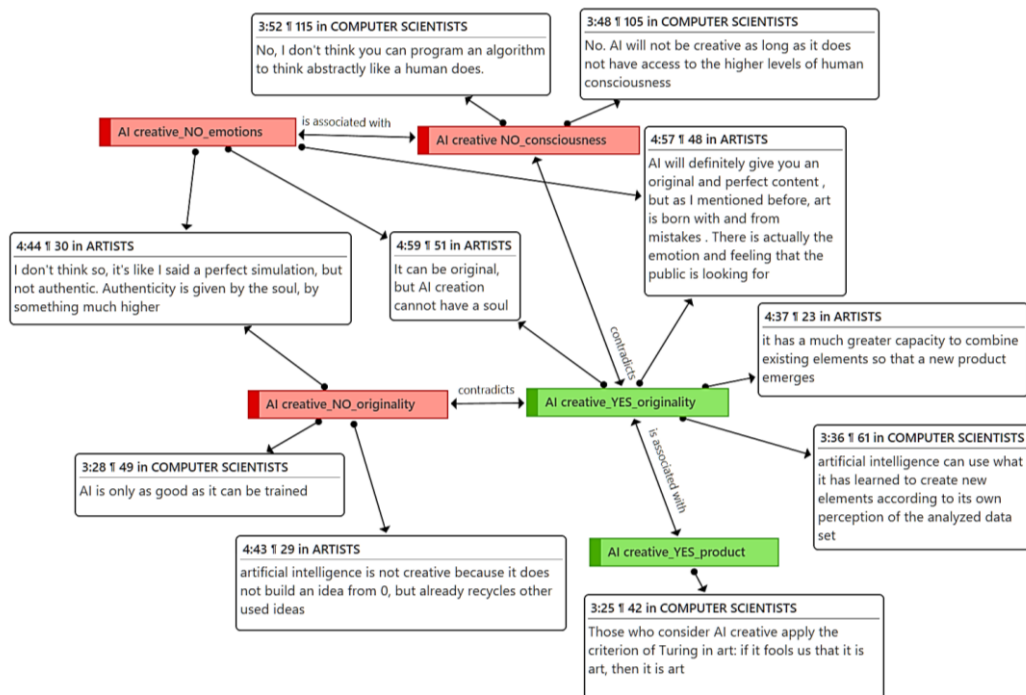 3:52 ¶ 115 in COMPUTER SCIENTISTS
No, I don't think you can program an algorithm
to think abstractly like a human does.
3:48 ¶ 105 in COMPUTER SCIENTISTS
No. AI will not be creative as long as it does
not have access to the higher levels of human
consciousness
AI creative_NO_emotions
is associated with
AI creative NO_consciousness
4:57 ¶ 48 in ARTISTS
AI will definitely give you an
original and perfect content ,
but as I mentioned before, art
is born with and from
mistakes . There is actually the
emotion and feeling that the
public is looking for
4:44 ¶ 30 in ARTISTS
I don't think so, it's like I said a perfect simulation, but
not authentic. Authenticity is given by the soul, by
something much higher
4:59 ¶ 51 in ARTISTS
It can be original,
but AI creation
cannot have a soul
contradicts
4:37 ¶ 23 in ARTISTS
it has a much greater capacity to combine
existing elements so that a new product
emerges
AI creative_NO_originality
contradicts
AI creative_YES_originality
3:36 ¶ 61 in COMPUTER SCIENTISTS
artificial intelligence can use what
it has learned to create new
elements according to its own
perception of the analyzed data
set
3:28 ¶ 49 in COMPUTER SCIENTISTS
AI is only as good as it can be trained
is associated with
4:43 ¶ 29 in ARTISTS
artificial intelligence is not creative because it does
not build an idea from 0, but already recycles other
used ideas
AI creative_YES_product
3:25 ¶ 42 in COMPUTER SCIENTISTS
Those who consider AI creative apply the
criterion of Turing in art: if it fools us that it is
art, then it is art